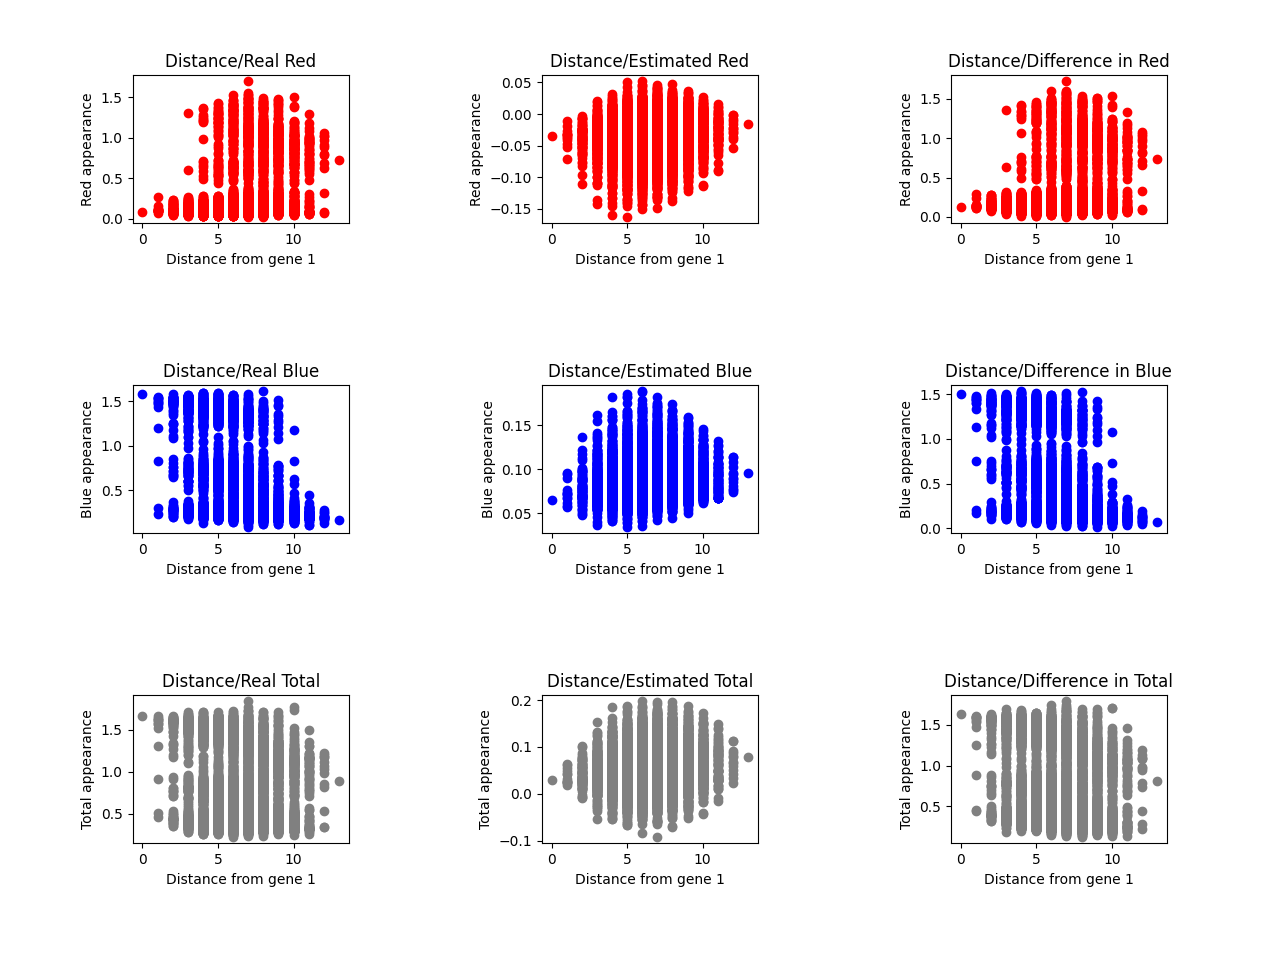 Distance/Real Red
Distance/Estimated Red
Distance/Difference in Red
Red appearance
1.5
1.0
0.5
0.0
0 5 10
Distance from gene 1
Red appearance
0.05
0.00
−0.05
−0.10
−0.15
0 5 10
Distance from gene 1
Red appearance
1.5
1.0
0.5
0.0
0 5 10
Distance from gene 1
Distance/Real Blue
Distance/Estimated Blue
Distance/Difference in Blue
Blue appearance
1.5
1.0
0.5
0 5 10
Distance from gene 1
Blue appearance
0.15
0.10
0.05
0 5 10
Distance from gene 1
Blue appearance
1.5
1.0
0.5
0.0
0 5 10
Distance from gene 1
Distance/Real Total
Distance/Estimated Total
Distance/Difference in Total
Total appearance
1.5
1.0
0.5
0 5 10
Distance from gene 1
Total appearance
0.2
0.1
0.0
−0.1
0 5 10
Distance from gene 1
Total appearance
1.5
1.0
0.5
0 5 10
Distance from gene 1